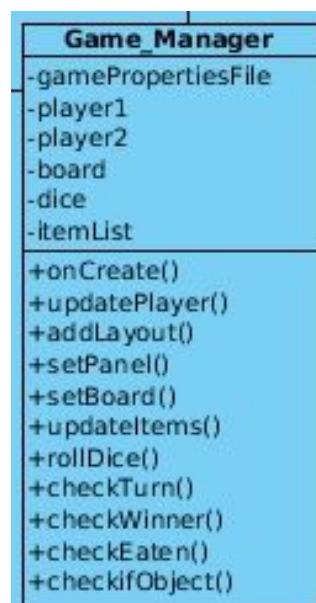 Game_Manager
-gamePropertiesFile
-player1
-player2
-board
-dice
-itemList
+onCreate()
+updatePlayer()
+addLayout()
+setPanel()
+setBoard()
+updateItems()
+rollDice()
+checkTurn()
+checkWinner()
+checkEaten()
+checkifObject()